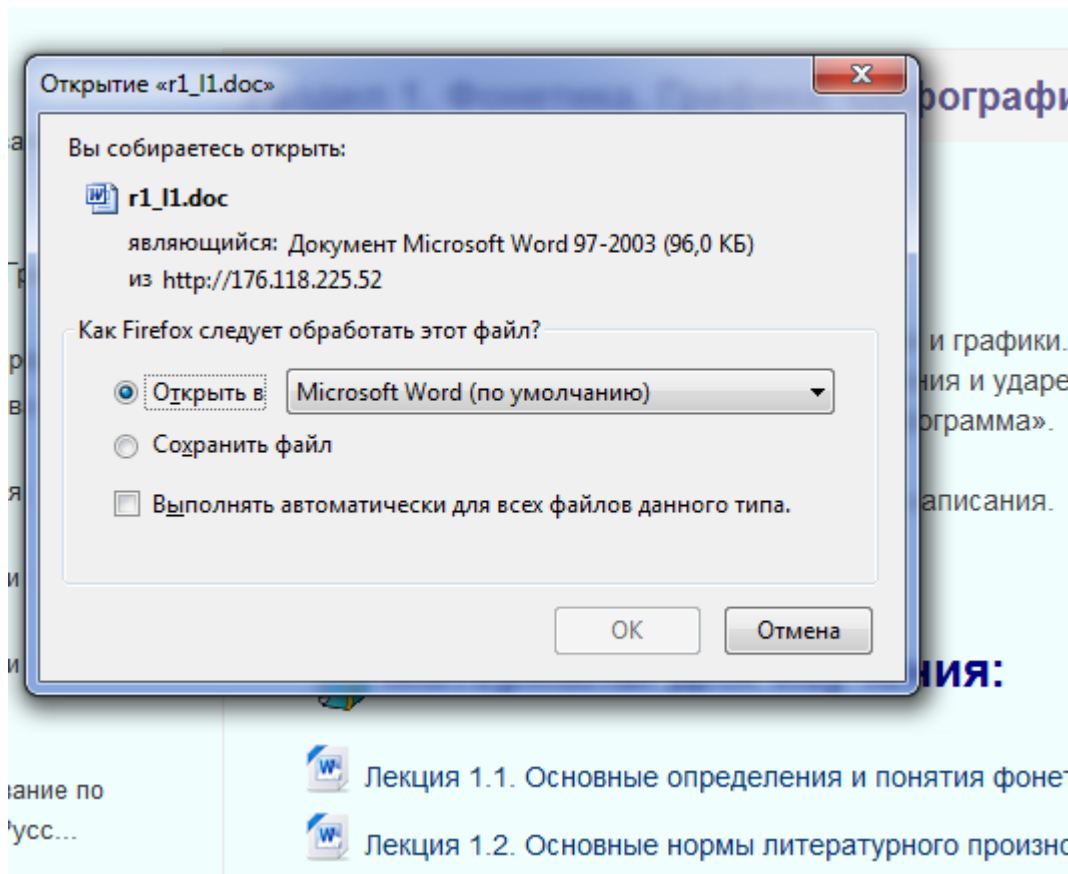 Открытие «r1_l1.doc»
Вы собираетесь открыть:
r1_l1.doc
являющийся: Документ Microsoft Word 97-2003 (96,0 КБ)
из http://176.118.225.52
Как Firefox следует обработать этот файл?
Открыть в Microsoft Word (по умолчанию)
Сохранить файл
Выполнять автоматически для всех файлов данного типа.
OK Отмена
и графики.
ния и ударе
ограмма».
аписания.
ния:
Лекция 1.1. Основные определения и понятия фонет
Лекция 1.2. Основные нормы литературного произно
вание по
Русс...